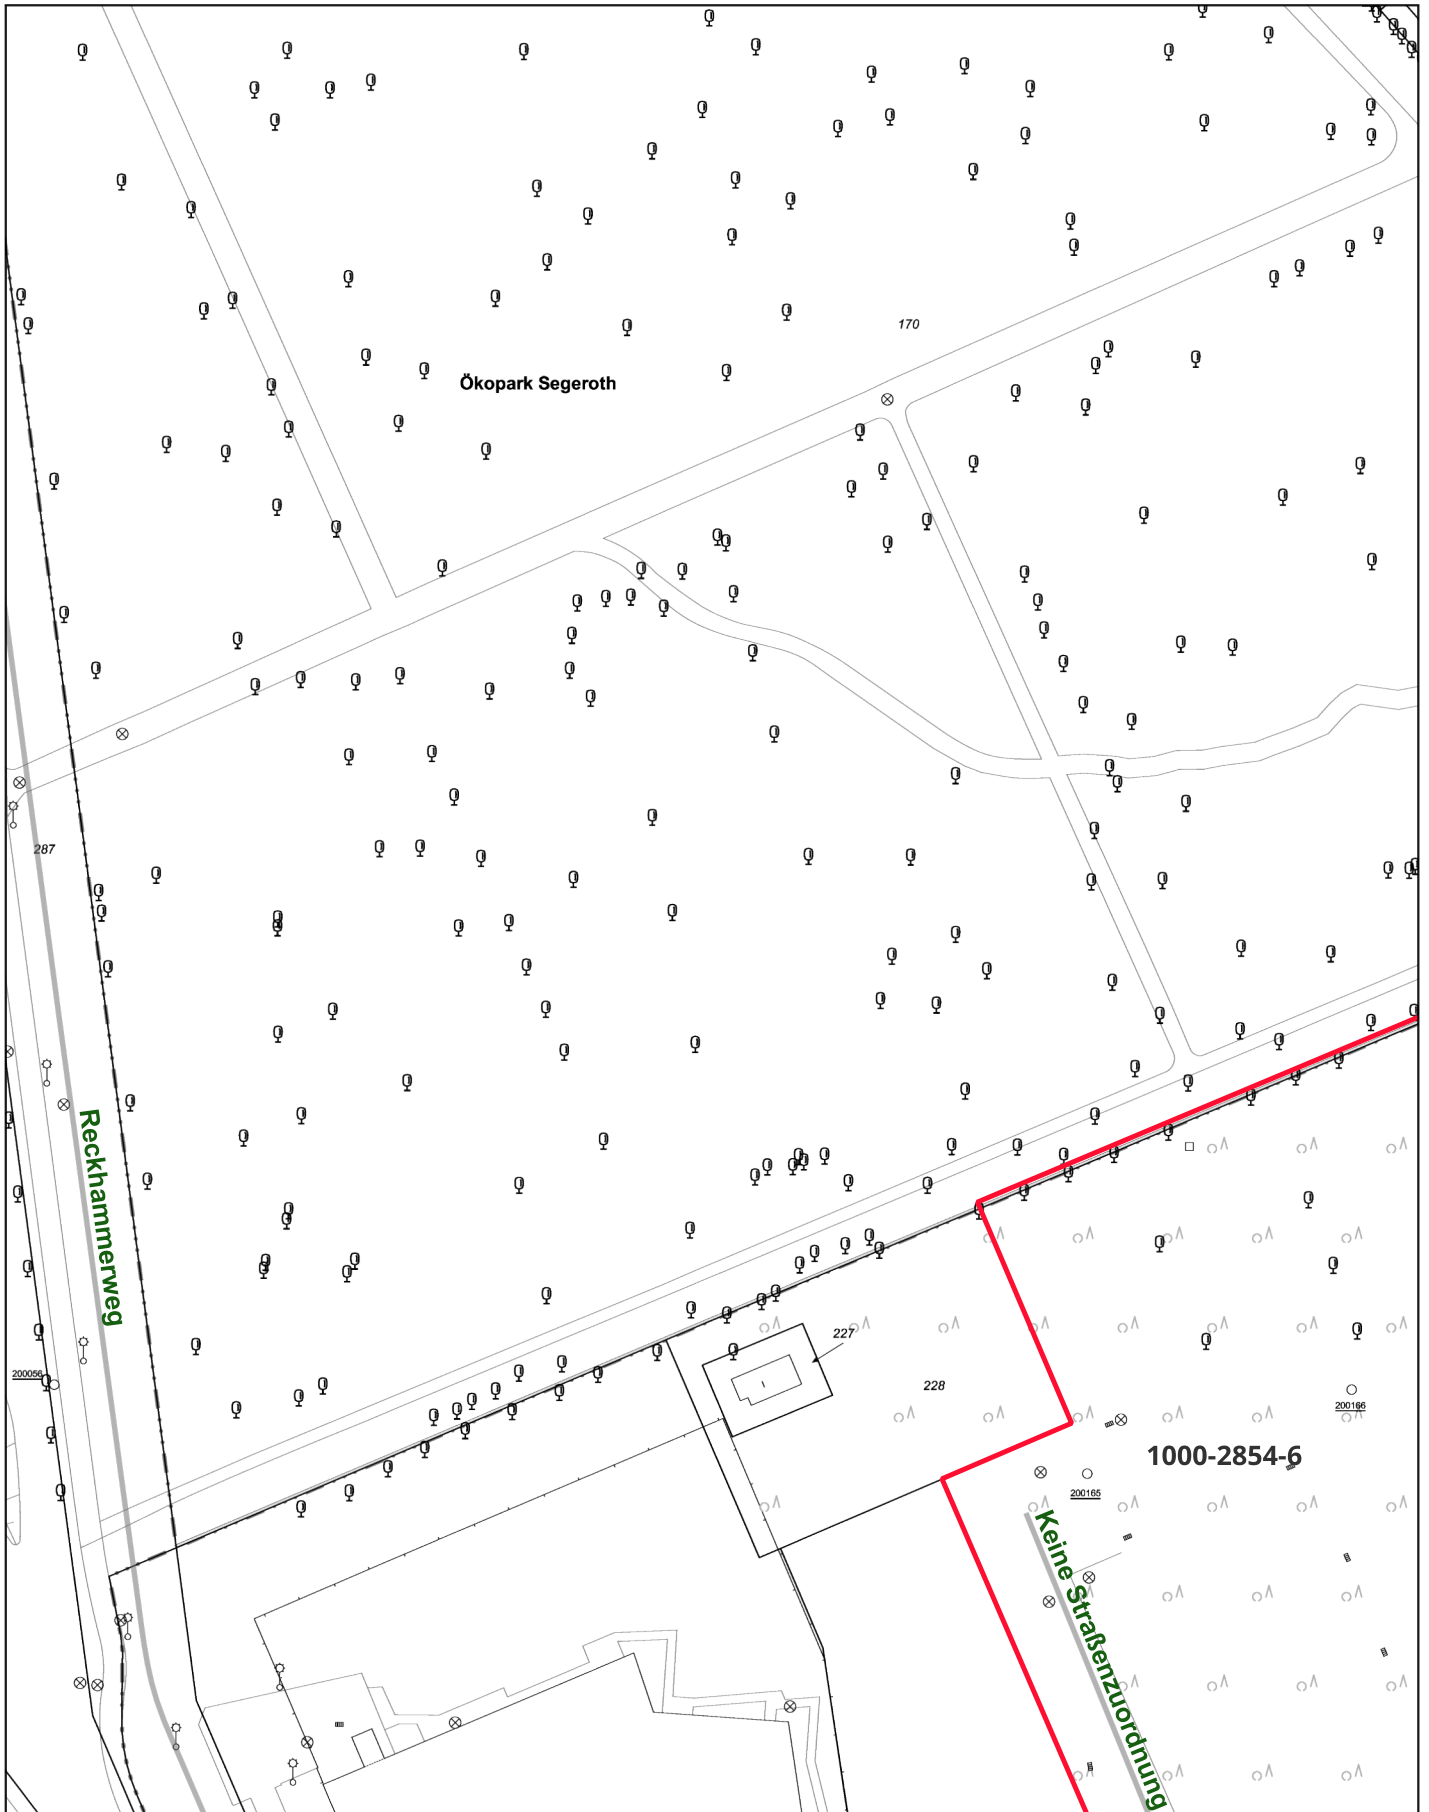 170
Ökopark Segeroth
287
Reckhammerweg
227
200056
228
200166
1000-2854-6
200165
Keine Straßenzuordnung